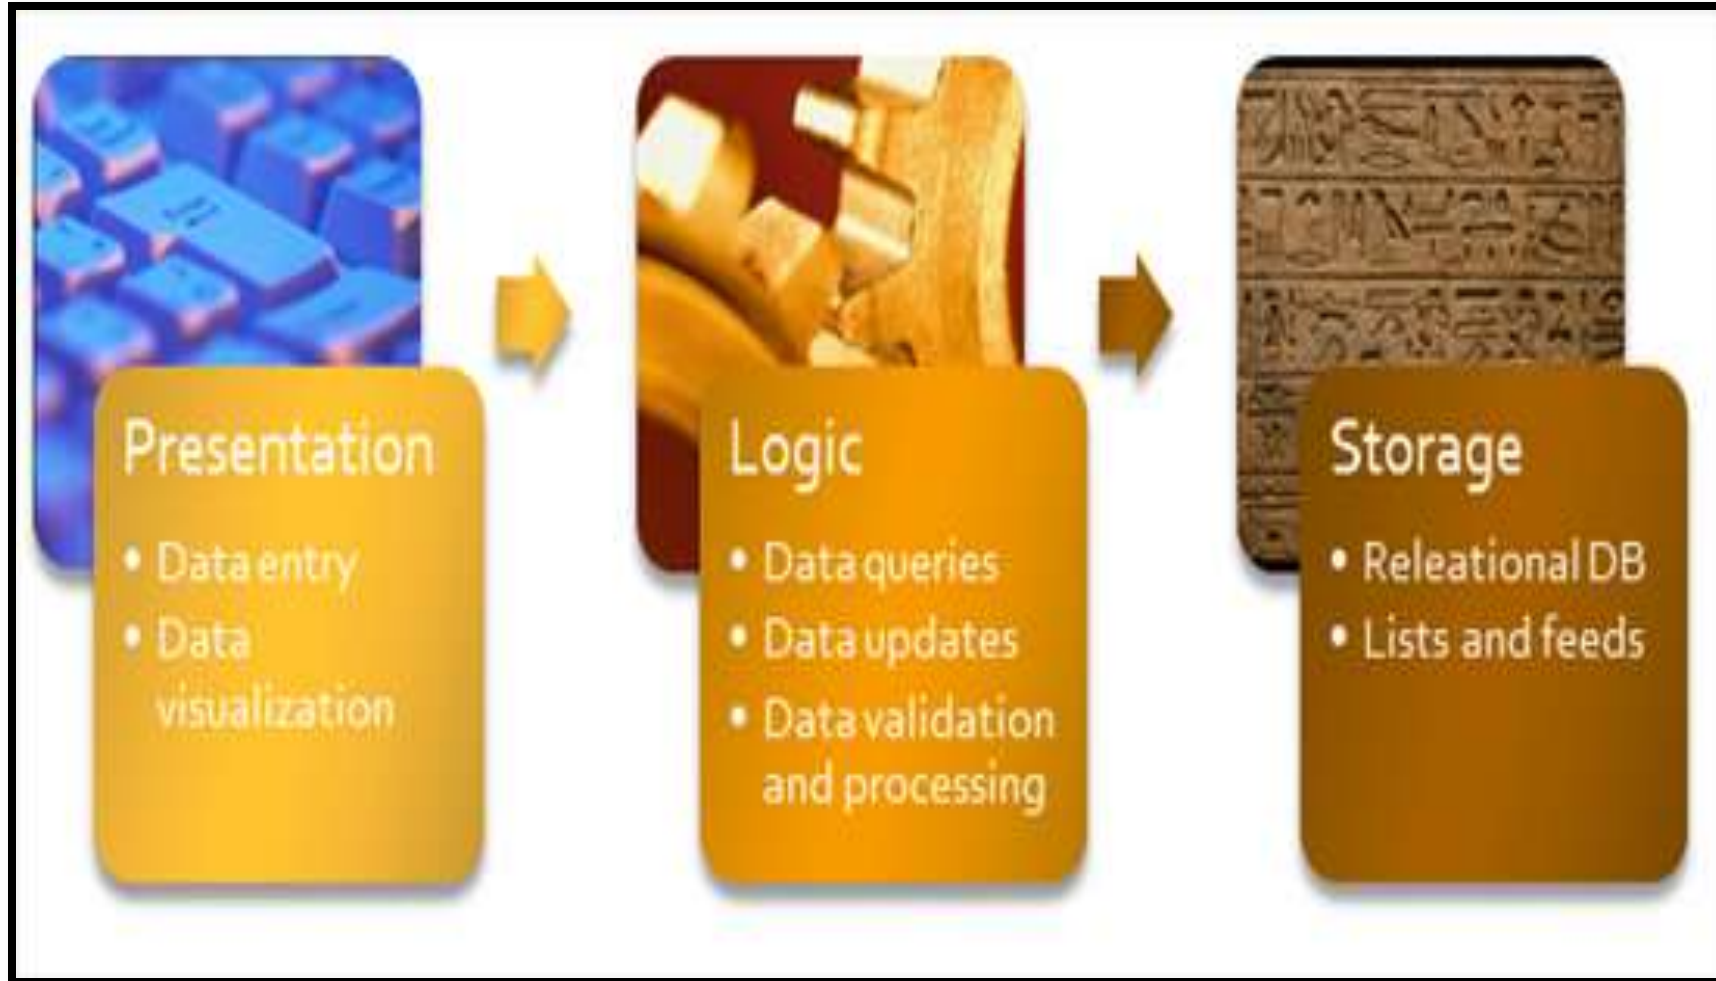 Presentation
• Data entry
• Data
visualization
Logic
• Data queries
• Data updates
• Data validation
and processing
Storage
• Releational DB
• Lists and feeds